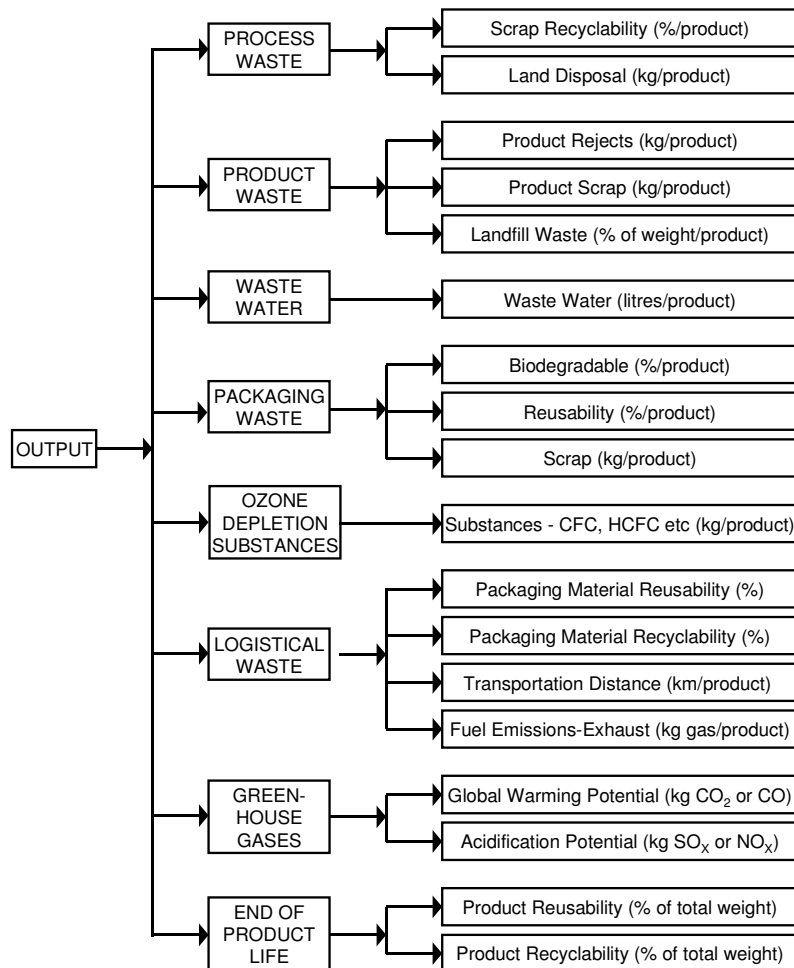 OUTPUT
PROCESS
WASTE
Scrap Recyclability (%/product)
Land Disposal (kg/product)
PRODUCT
WASTE
Product Rejects (kg/product)
Product Scrap (kg/product)
Landfill Waste (% of weight/product)
WASTE
WATER
Waste Water (litres/product)
PACKAGING
WASTE
Biodegradable (%/product)
Reusability (%/product)
Scrap (kg/product)
OZONE
DEPLETION
SUBSTANCES
Substances - CFC, HCFC etc (kg/product)
LOGISTICAL
WASTE
Packaging Material Reusability (%)
Packaging Material Recyclability (%)
Transportation Distance (km/product)
Fuel Emissions-Exhaust (kg gas/product)
GREEN-
HOUSE
GASES
Global Warming Potential (kg CO₂ or CO)
Acidification Potential (kg SOₓ or NOₓ)
END OF
PRODUCT
LIFE
Product Reusability (% of total weight)
Product Recyclability (% of total weight)